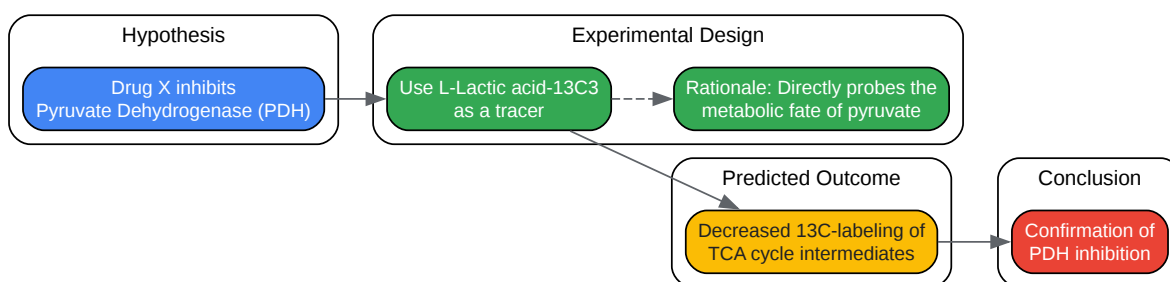 Hypothesis
Drug X inhibits
Pyruvate Dehydrogenase (PDH)
Experimental Design
Use L-Lactic acid-13C3
as a tracer
Rationale: Directly probes the
metabolic fate of pyruvate
Predicted Outcome
Decreased 13C-labeling of
TCA cycle intermediates
Conclusion
Confirmation of
PDH inhibition